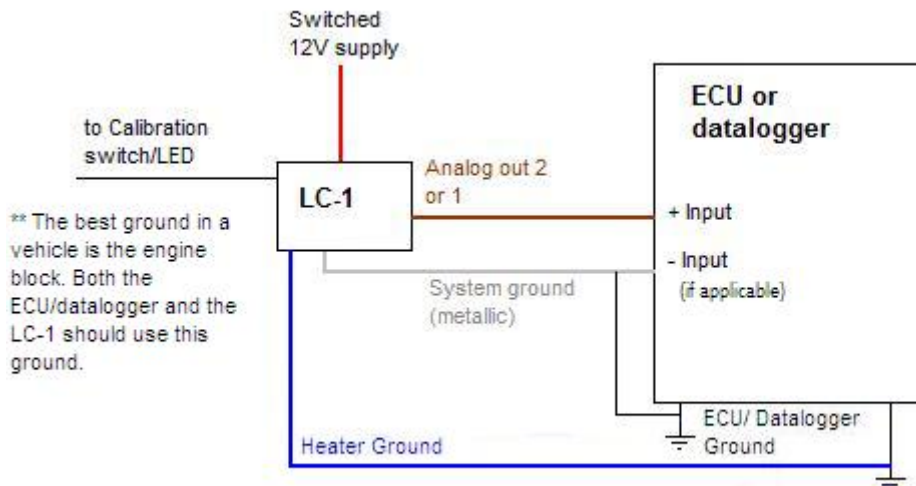 Switched
12V supply
to Calibration
switch/LED
LC-1
Analog out 2
or 1
ECU or
datalogger
+ Input
- Input
(if applicable)
System ground
(metallic)
** The best ground in a
vehicle is the engine
block. Both the
ECU/datalogger and the
LC-1 should use this
ground.
Heater Ground
ECU/ Datalogger
Ground